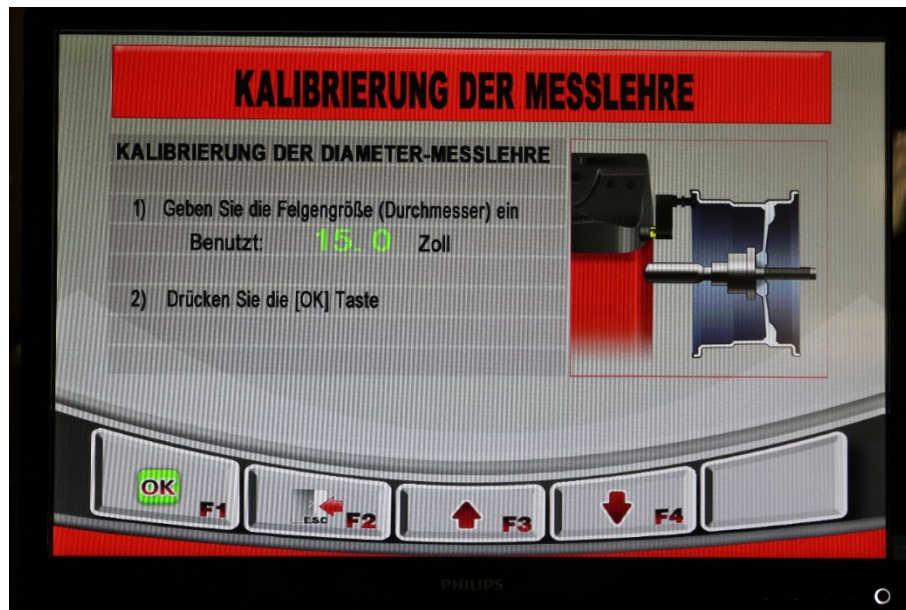 KALIBRIERUNG DER MESSLEHRE
KALIBRIERUNG DER DIAMETER-MESSLEHRE
1) Geben Sie die Felgengröße (Durchmesser) ein
Benutzt: 15.0 Zoll
2) Drücken Sie die [OK] Taste
OK F1
ESC F2
F3
F4
PHILIPS